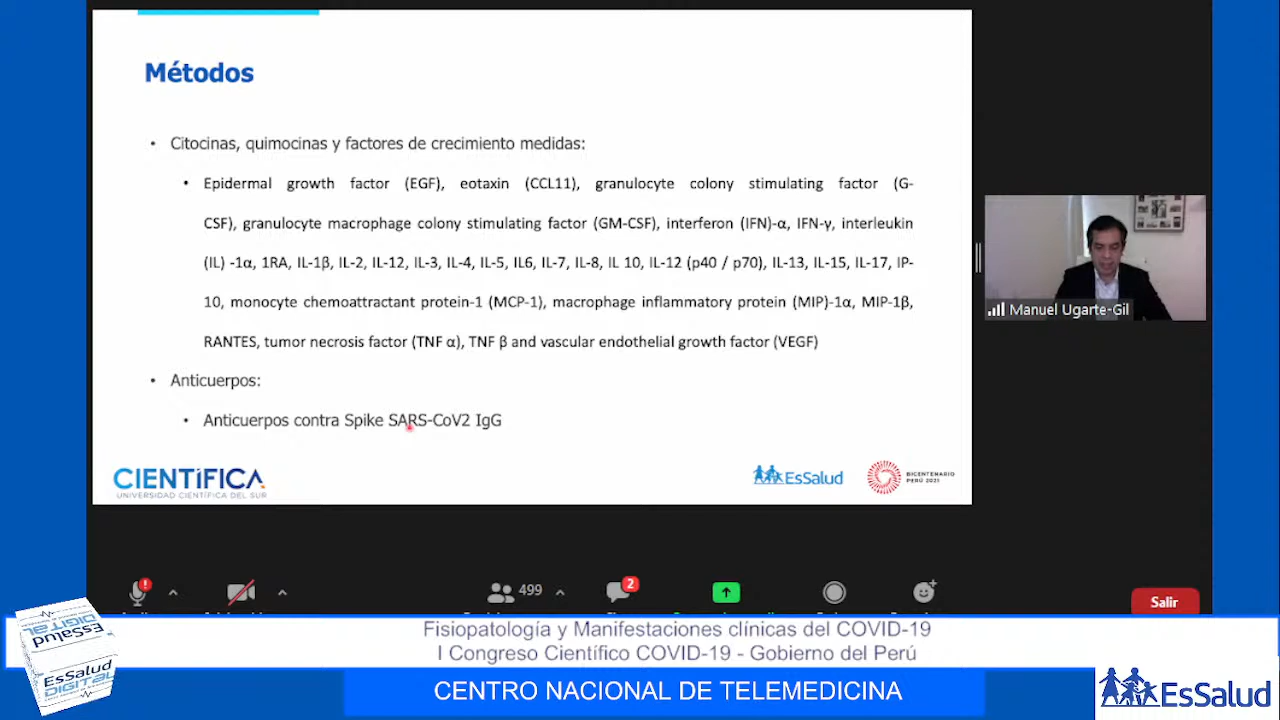 Métodos
• Citocinas, quimocinas y factores de crecimiento medidas:
• Epidermal growth factor (EGF), eotaxin (CCL11), granulocyte colony stimulating factor (G-
CSF), granulocyte macrophage colony stimulating factor (GM-CSF), interferon (IFN)-α, IFN-γ, interleukin
(IL) -1α, 1RA, IL-1β, IL-2, IL-12, IL-3, IL-4, IL-5, IL6, IL-7, IL-8, IL 10, IL-12 (p40 / p70), IL-13, IL-15, IL-17, IP-
10, monocyte chemoattractant protein-1 (MCP-1), macrophage inflammatory protein (MIP)-1α, MIP-1β,
RANTES, tumor necrosis factor (TNF α), TNF β and vascular endothelial growth factor (VEGF)
• Anticuerpos:
• Anticuerpos contra Spike SARS-CoV2 IgG
CIENTÍFICA
UNIVERSIDAD CIENTÍFICA DEL SUR
EsSalud
BICENTENARIO
PERÚ 2021
Manuel Ugarte-Gil
499
2
Salir
Fisiopatología y Manifestaciones clínicas del COVID-19
I Congreso Científico COVID-19 - Gobierno del Perú
CENTRO NACIONAL DE TELEMEDICINA
EsSalud
DIGITAL
EsSalud
DIGITAL
EsSalud